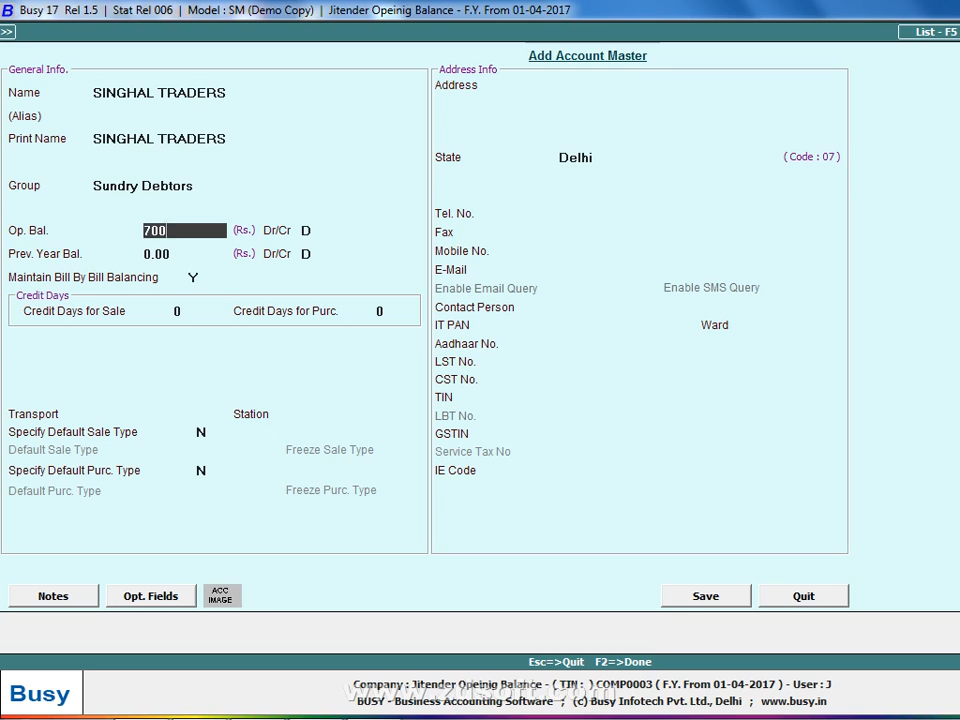 B Busy 17 Rel 1.5 | Stat Rel 006 | Model : SM (Demo Copy) | Jitender Opeinig Balance - F.Y. From 01-04-2017
>> List - F5
Add Account Master
General Info.
Name SINGHAL TRADERS
(Alias)
Print Name SINGHAL TRADERS
Group Sundry Debtors
Op. Bal. 700 (Rs.) Dr/Cr D
Prev. Year Bal. 0.00 (Rs.) Dr/Cr D
Maintain Bill By Bill Balancing Y
Credit Days
Credit Days for Sale 0 Credit Days for Purc. 0
Transport Station
Specify Default Sale Type N
Default Sale Type Freeze Sale Type
Specify Default Purc. Type N
Default Purc. Type Freeze Purc. Type
Address Info
Address
State Delhi ( Code : 07 )
Tel. No.
Fax
Mobile No.
E-Mail
Enable Email Query Enable SMS Query
Contact Person
IT PAN Ward
Aadhaar No.
LST No.
CST No.
TIN
LBT No.
GSTIN
Service Tax No
IE Code
Notes Opt. Fields ACC IMAGE Save Quit
Esc=>Quit F2=>Done
Busy
Company : Jitender Opeinig Balance - ( TIN : ) COMP0003 ( F.Y. From 01-04-2017 ) - User : J
www.zdsoft.com
BUSY - Business Accounting Software ; (c) Busy Infotech Pvt. Ltd., Delhi ; www.busy.in